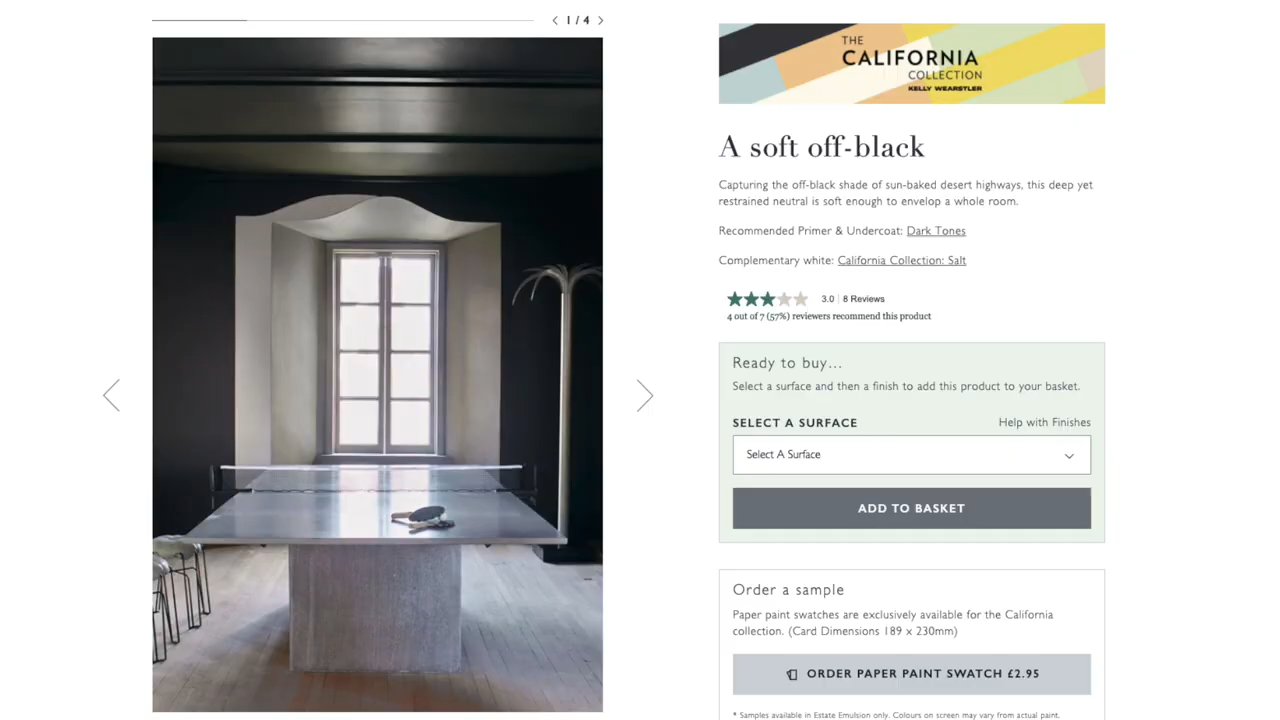 1 / 4
THE
CALIFORNIA
COLLECTION
KELLY WEARSTLER
A soft off-black
Capturing the off-black shade of sun-baked desert highways, this deep yet
restrained neutral is soft enough to envelop a whole room.
Recommended Primer & Undercoat: Dark Tones
Complementary white: California Collection: Salt
3.0 | 8 Reviews
4 out of 7 (57%) reviewers recommend this product
Ready to buy...
Select a surface and then a finish to add this product to your basket.
SELECT A SURFACE
Help with Finishes
Select A Surface
ADD TO BASKET
Order a sample
Paper paint swatches are exclusively available for the California
collection. (Card Dimensions 189 x 230mm)
ORDER PAPER PAINT SWATCH £2.95
* Samples available in Estate Emulsion only. Colours on screen may vary from actual paint.